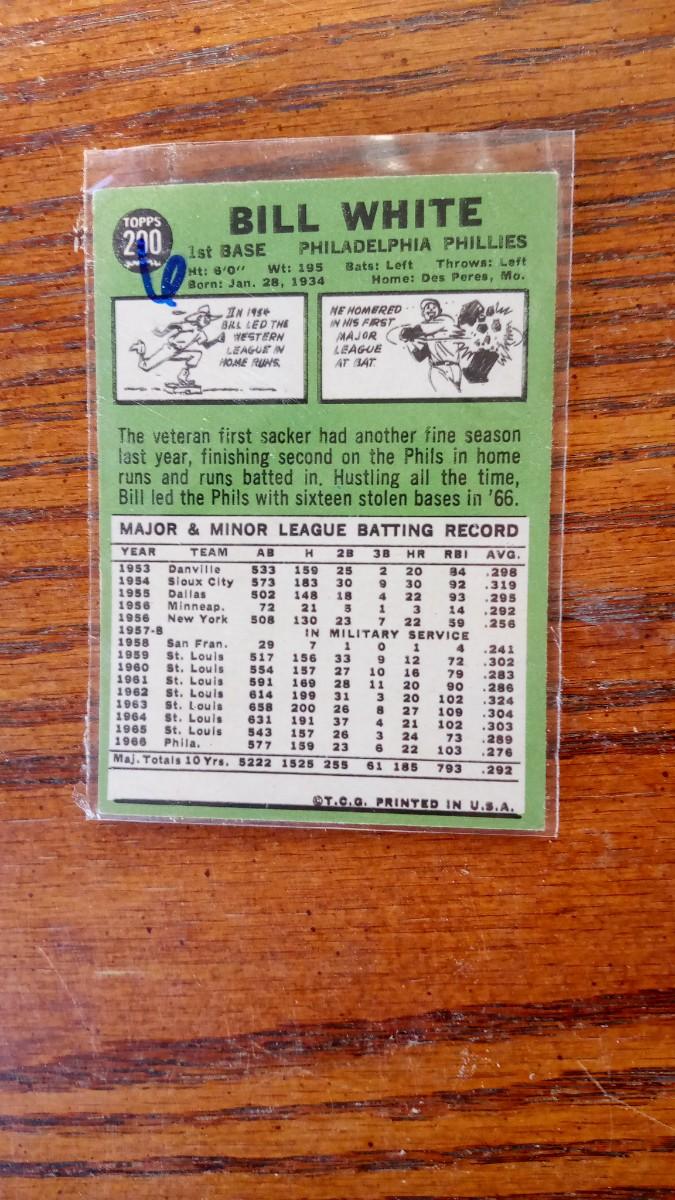 TOPPS
200
BILL WHITE
1st BASE PHILADELPHIA PHILLIES
Ht: 6'0" Wt: 195 Bats: Left Throws: Left
Born: Jan. 28, 1934 Home: Des Peres, Mo.
IN 1954
BILL LED THE
WESTERN
LEAGUE IN
HOME RUNS.
HE HOMERED
IN HIS FIRST
MAJOR
LEAGUE
AT BAT.
The veteran first sacker had another fine season
last year, finishing second on the Phils in home
runs and runs batted in. Hustling all the time,
Bill led the Phils with sixteen stolen bases in '66.
MAJOR & MINOR LEAGUE BATTING RECORD
YEAR TEAM AB H 2B 3B HR RBI AVG.
1953 Danville 533 159 25 2 20 84 .298
1954 Sioux City 573 183 30 9 30 92 .319
1955 Dallas 502 148 18 4 22 93 .295
1956 Minneap. 72 21 5 1 3 14 .292
1956 New York 508 130 23 7 22 59 .256
1957-8 IN MILITARY SERVICE
1958 San Fran. 29 7 1 0 1 4 .241
1959 St. Louis 517 156 33 9 12 72 .302
1960 St. Louis 554 157 27 10 16 79 .283
1961 St. Louis 591 169 28 11 20 90 .286
1962 St. Louis 614 199 31 3 20 102 .324
1963 St. Louis 658 200 26 8 27 109 .304
1964 St. Louis 631 191 37 4 21 102 .303
1965 St. Louis 543 157 26 3 24 73 .289
1966 Phila. 577 159 23 6 22 103 .276
Maj. Totals 10 Yrs. 5222 1525 255 61 185 793 .292
©T.C.G. PRINTED IN U.S.A.